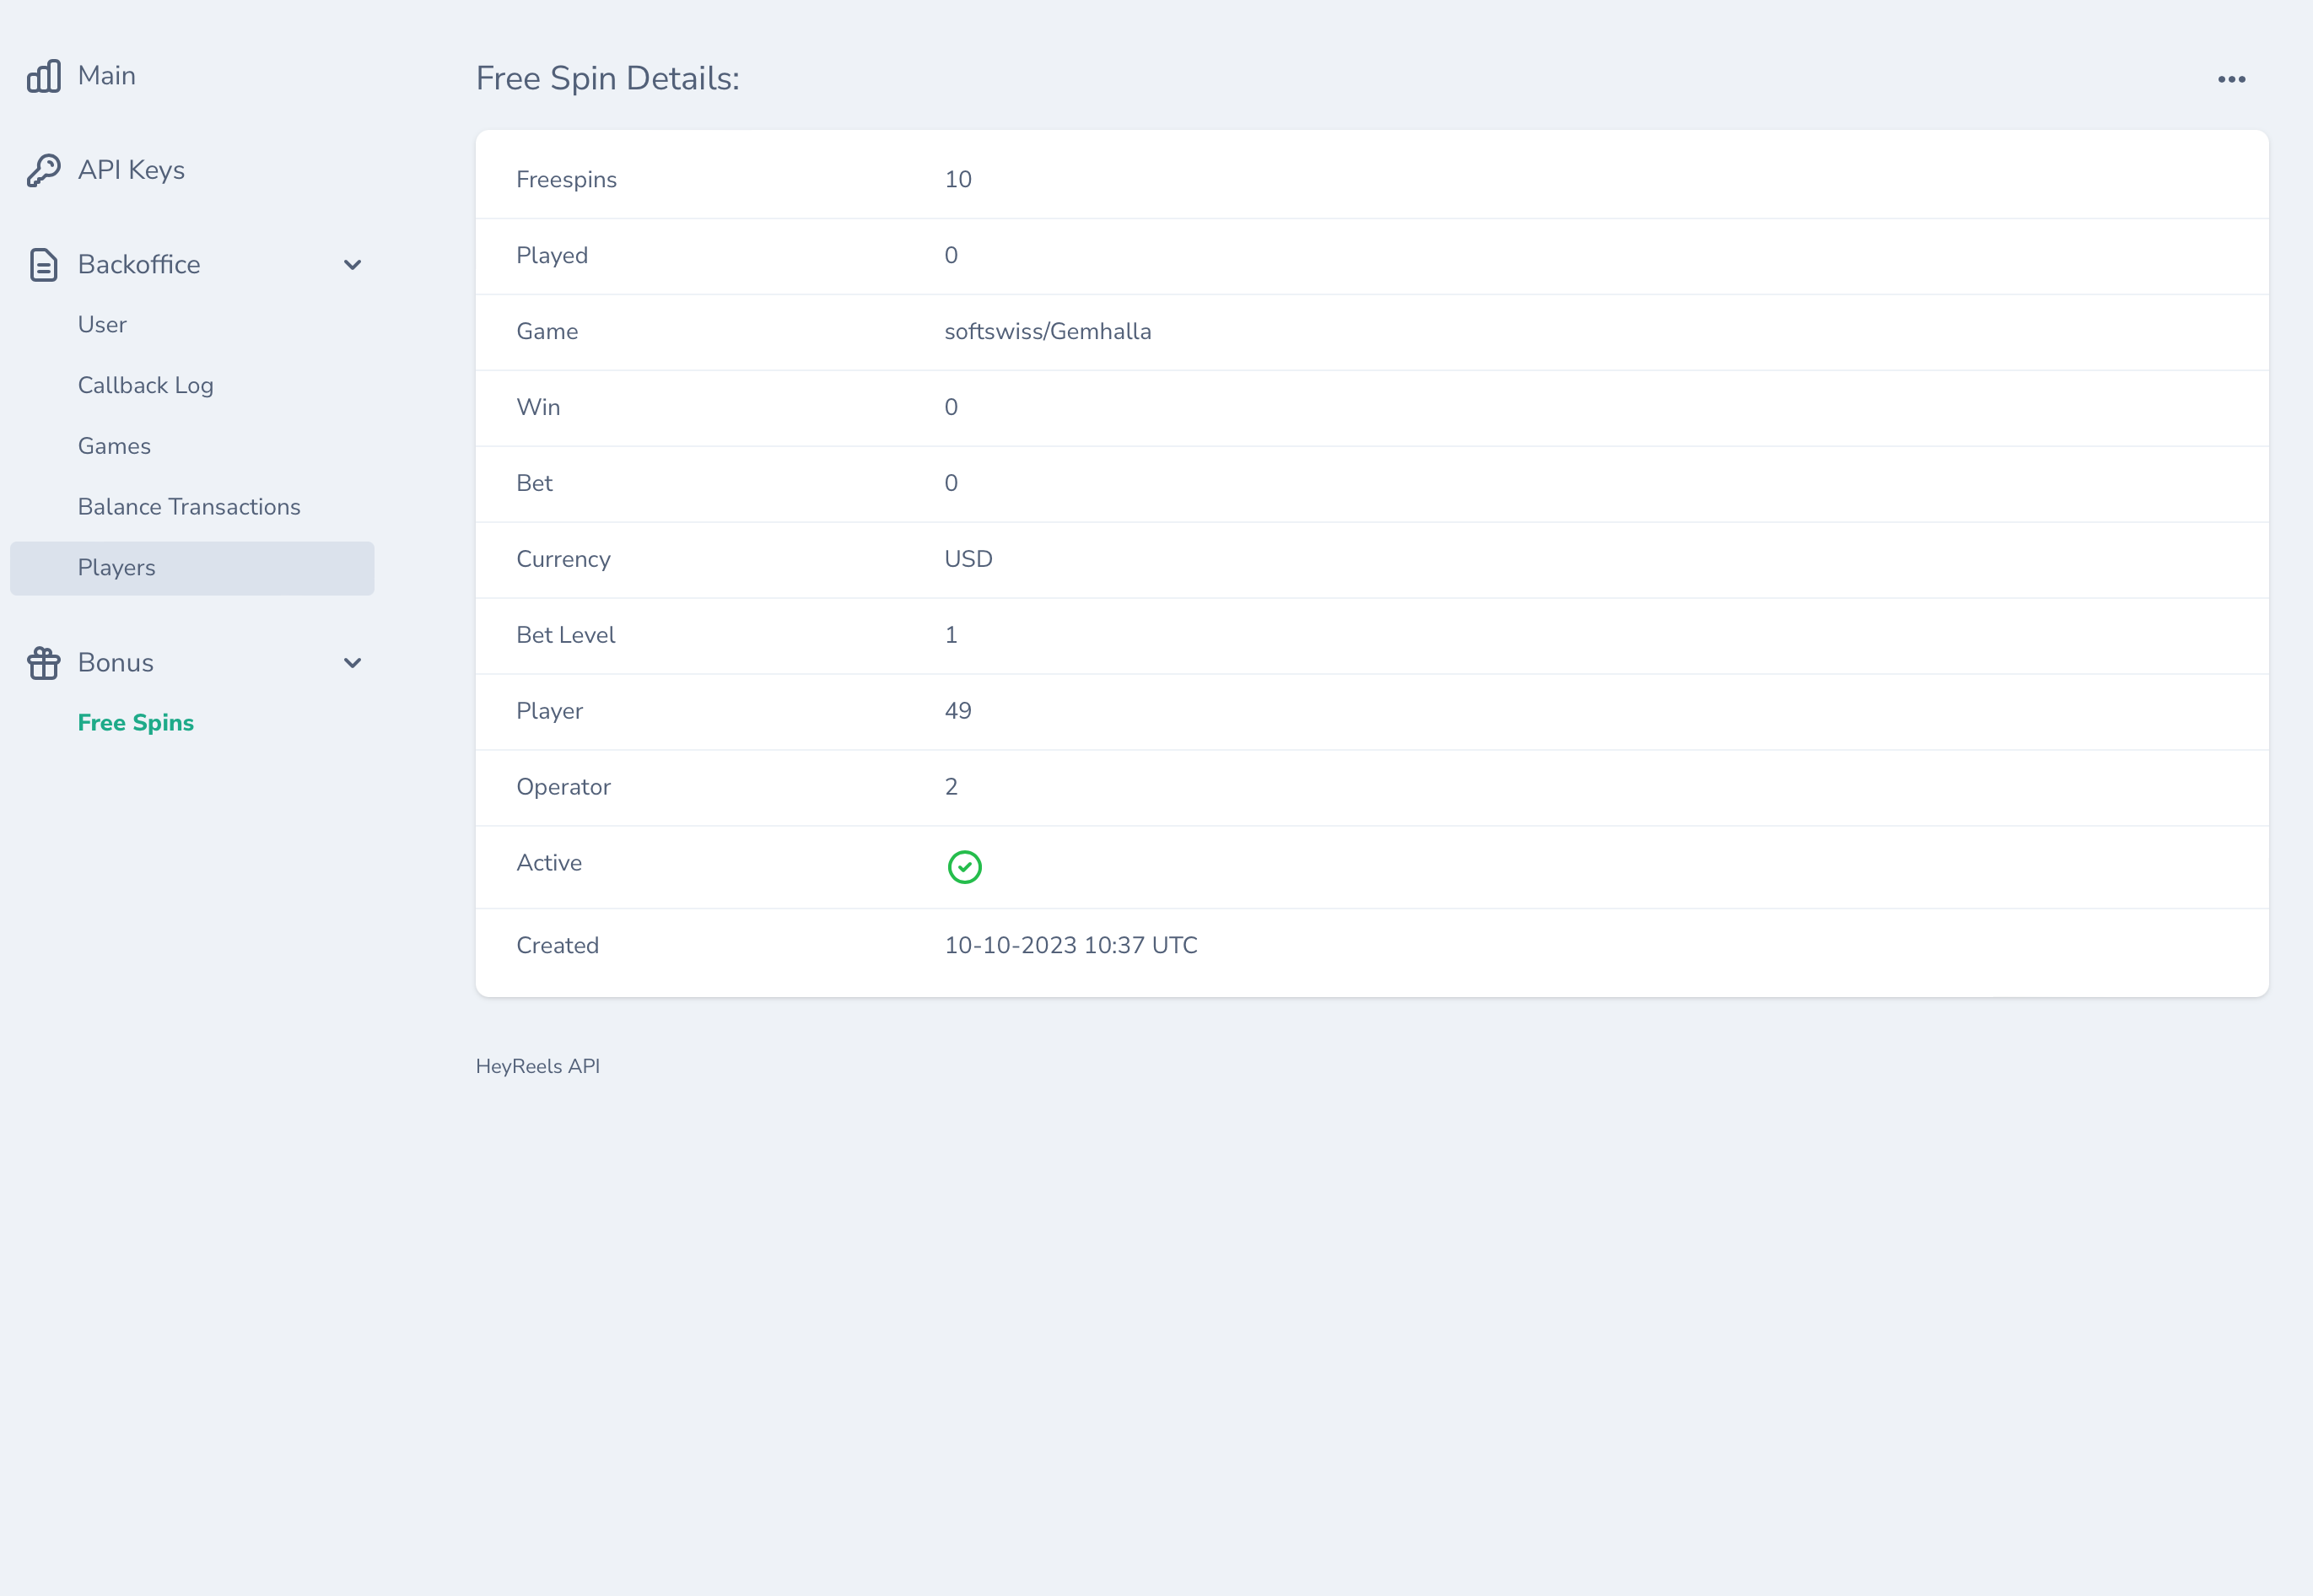 Main
API Keys
Backoffice
User
Callback Log
Games
Balance Transactions
Players
Bonus
Free Spins
Free Spin Details:
Freespins 10
Played 0
Game softswiss/Gemhalla
Win 0
Bet 0
Currency USD
Bet Level 1
Player 49
Operator 2
Active
Created 10-10-2023 10:37 UTC
HeyReels API